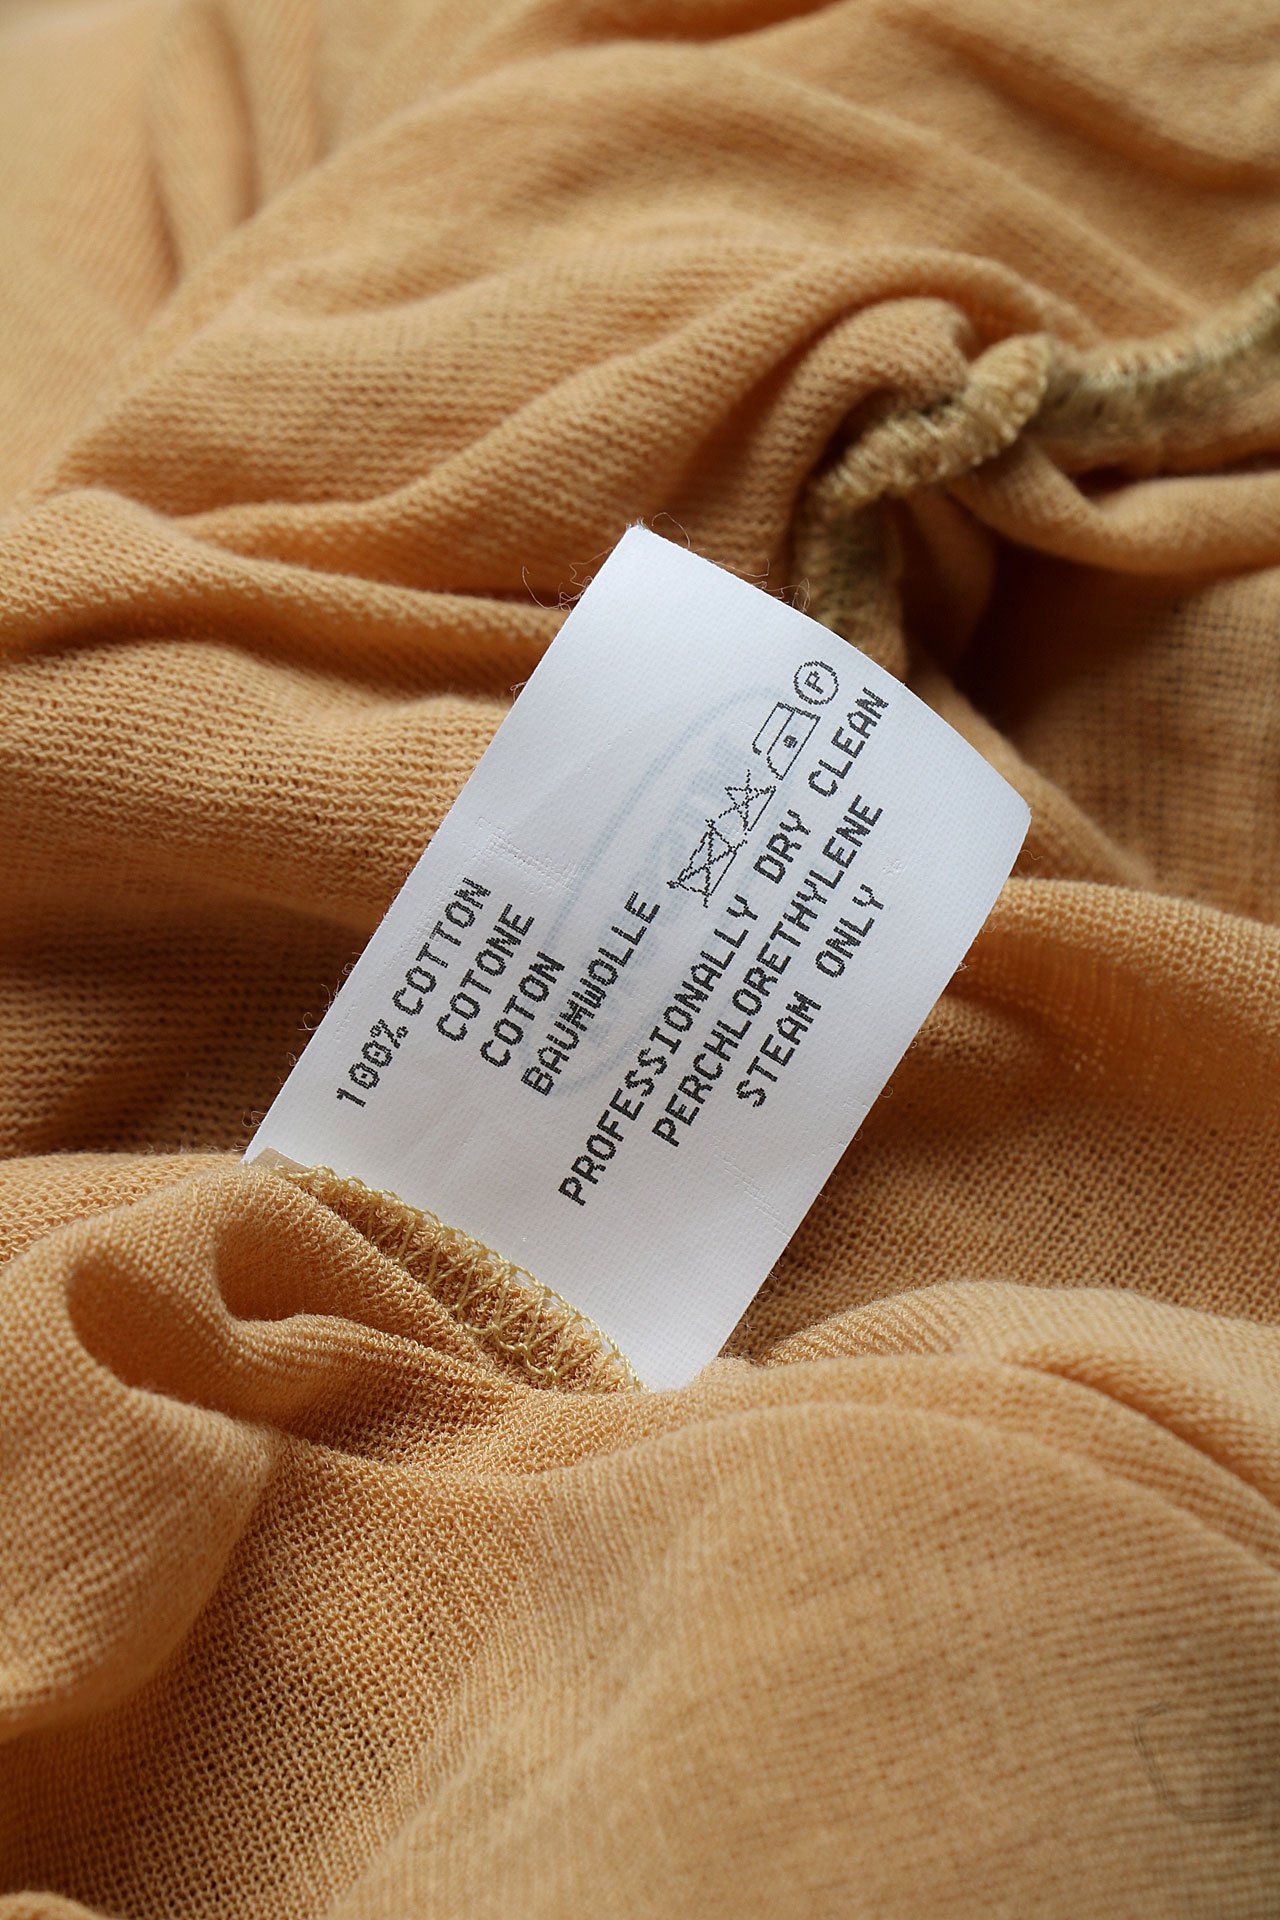 100% COTTON
COTONE
COTON
BAUMWOLLE
P
PROFESSIONALLY DRY CLEAN
PERCHLORETHYLENE
STEAM ONLY